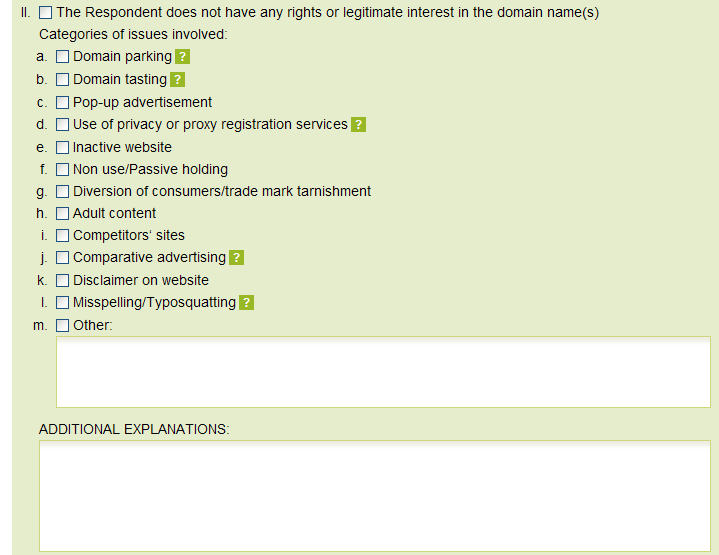 II. The Respondent does not have any rights or legitimate interest in the domain name(s)
Categories of issues involved:
a. Domain parking ?
b. Domain tasting ?
c. Pop-up advertisement
d. Use of privacy or proxy registration services ?
e. Inactive website
f. Non use/Passive holding
g. Diversion of consumers/trade mark tarnishment
h. Adult content
i. Competitors' sites
j. Comparative advertising ?
k. Disclaimer on website
l. Misspelling/Typosquatting ?
m. Other:
ADDITIONAL EXPLANATIONS: